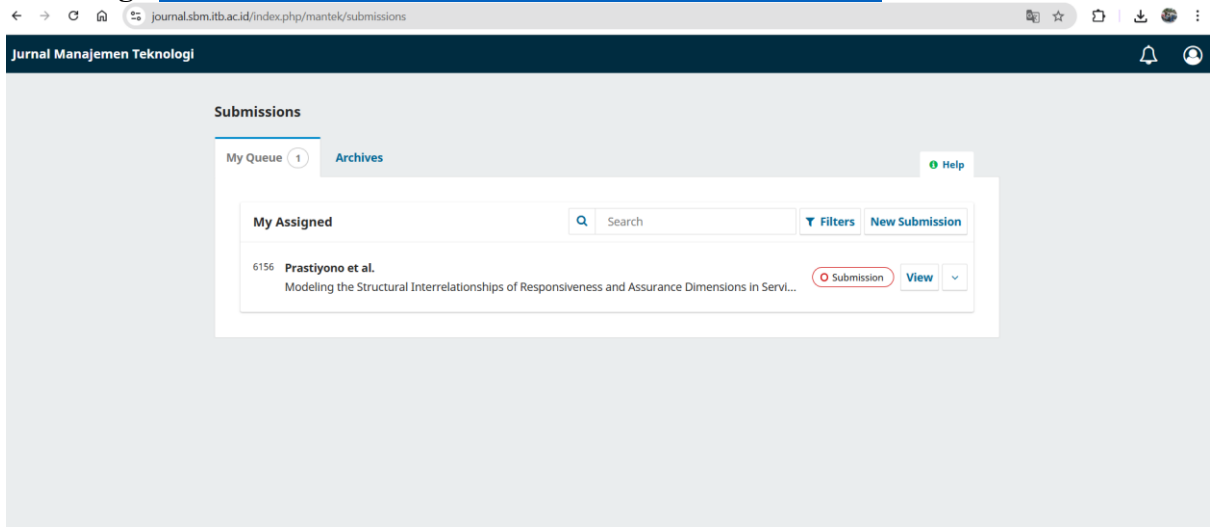 journal.sbm.itb.ac.id/index.php/mantek/submissions
Jurnal Manajemen Teknologi
Submissions
My Queue 1
Archives
Help
My Assigned
Search
Filters
New Submission
6156 Prastiyono et al.
Modeling the Structural Interrelationships of Responsiveness and Assurance Dimensions in Servi...
Submission
View